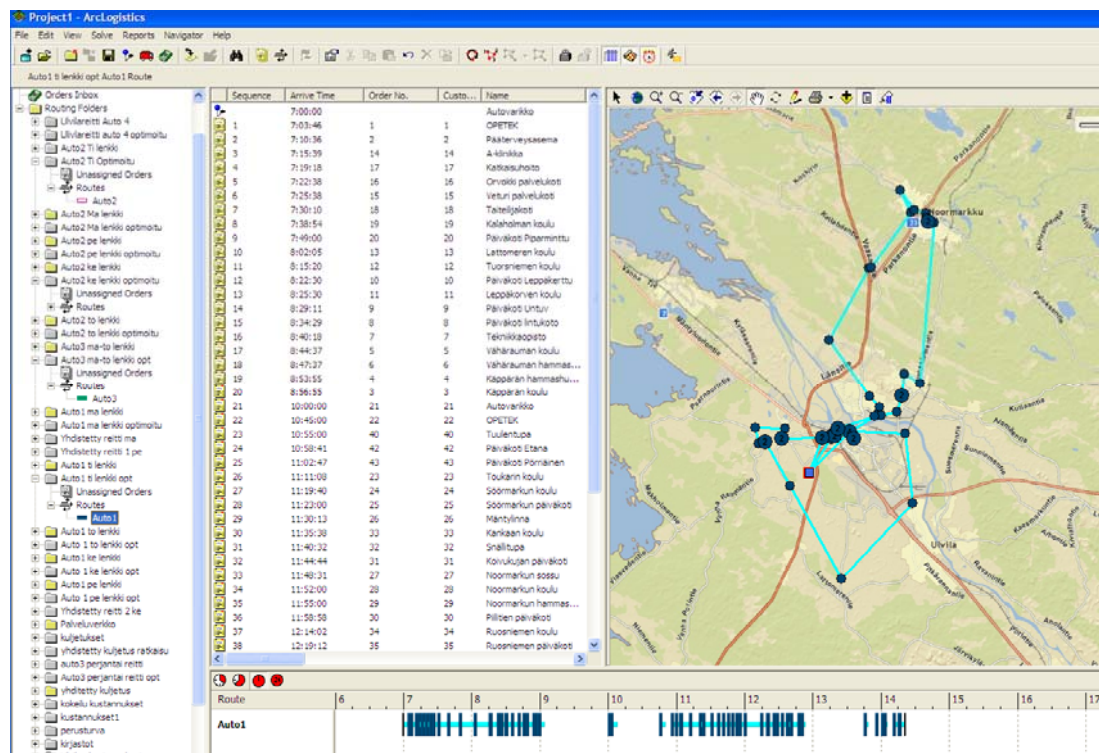 Project1 - ArcLogistics
File Edit View Solve Reports Navigator Help
Auto1 ti lenkki opt Auto1 Route
Orders Inbox
Routing Folders
Ulvilareitti Auto 4
Ulvilareitti auto 4 optimoitu
Auto2 Ti lenkki
Auto2 Ti Optimoitu
Unassigned Orders
Routes
Auto2
Auto2 Ma lenkki
Auto2 Ma lenkki optimoitu
Auto2 pe lenkki
Auto2 pe lenkki optimoitu
Auto2 ke lenkki
Auto2 ke lenkki optimoitu
Unassigned Orders
Routes
Auto2 to lenkki
Auto2 to lenkki optimoitu
Auto3 ma-to lenkki
Auto3 ma-to lenkki opt
Unassigned Orders
Routes
Auto3
Auto1 ma lenkki
Auto1 ma lenkki optimoitu
Yhdistetty reitti ma
Yhdistetty reitti 1 pe
Auto1 ti lenkki
Auto1 ti lenkki opt
Unassigned Orders
Routes
Auto1
Auto1 to lenkki
Auto 1 to lenkki opt
Auto1 ke lenkki
Auto 1 ke lenkki opt
Auto1 pe lenkki
Auto 1 pe lenkki opt
Yhdistetty reitti 2 ke
Palveluverkko
kuljetukset
yhdistetty kuljetus ratkaisu
auto3 perjantai reitti
auto3 perjantai reitti opt
yhditetty kuljetus
kokeilu kustannukset
kustannukset1
perusturva
kirjastot
Sequence Arrive Time Order No. Custo... Name
7:00:00 Autovarikko
1 7:03:46 1 1 OPETEK
2 7:10:36 2 2 Pääterveysasema
3 7:15:39 14 14 A-klinikka
4 7:19:18 17 17 Katkaisuhoito
5 7:22:38 16 16 Orvokki palvelukoti
6 7:25:38 15 15 Veturi palvelukoti
7 7:30:10 18 18 Taiteilijakoti
8 7:38:54 19 19 Kalaholman koulu
9 7:49:00 20 20 Päiväkoti Piparminttu
10 8:02:05 13 13 Lattomeren koulu
11 8:15:20 12 12 Tuorsniemen koulu
12 8:22:30 10 10 Päiväkoti Leppäkerttu
13 8:25:30 11 11 Leppäkorven koulu
14 8:29:11 9 9 Päiväkoti Untuv
15 8:34:29 8 8 Päiväkoti lintukoto
16 8:40:18 7 7 Tekniikkaopisto
17 8:44:37 5 5 Vähärauman koulu
18 8:47:37 6 6 Vähärauman hammas...
19 8:53:55 4 4 Käppärän hammashu...
20 8:56:55 3 3 Käppärän koulu
21 10:00:00 21 21 Autovarikko
22 10:45:00 22 22 OPETEK
23 10:55:00 40 40 Tuulentupa
24 10:58:41 42 42 Päiväkoti Etana
25 11:02:47 43 43 Päiväkoti Pörnäinen
26 11:11:08 23 23 Toukarin koulu
27 11:19:40 24 24 Söörmarkun koulu
28 11:23:00 25 25 Söörmarkun päiväkoti
29 11:30:13 26 26 Mäntylinna
30 11:35:38 33 33 Kankaan koulu
31 11:40:32 32 32 Snällitupa
32 11:44:44 31 31 Koivukujan päiväkoti
33 11:48:31 27 27 Noormarkun sossu
34 11:52:00 28 28 Noormarkun koulu
35 11:55:00 29 29 Noormarkun hammas...
36 11:58:58 30 30 Piilitien päiväkoti
37 12:14:02 34 34 Ruosniemen koulu
38 12:19:12 35 35 Ruosniemen päiväkoti
Parkanontie
Noormarkku
Parkanontie
Vanha Tie
Mäntyluodontie
Länsitie
Ulvila
Lattomerentie
Route 6 7 8 9 10 11 12 13 14 15 16 17
Auto1